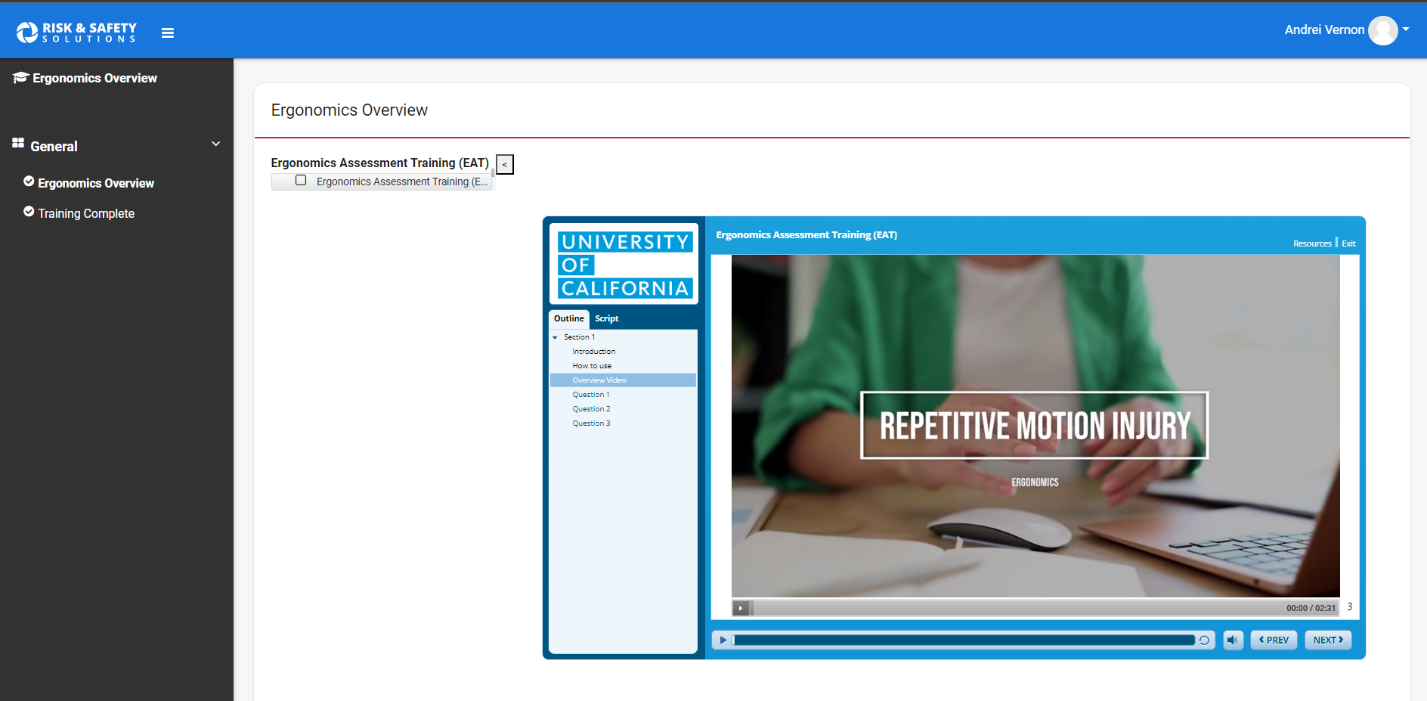 RISK & SAFETY
SOLUTIONS
Andrei Vernon
Ergonomics Overview
General
Ergonomics Overview
Training Complete
Ergonomics Overview
Ergonomics Assessment Training (EAT)
<
Ergonomics Assessment Training (E...
UNIVERSITY
OF
CALIFORNIA
Ergonomics Assessment Training (EAT)
Resources | Exit
Outline Script
Section 1
Introduction
How to use
Overview Video
Question 1
Question 2
Question 3
REPETITIVE MOTION INJURY
ERGONOMICS
00:00 / 02:31
3
< PREV
NEXT >